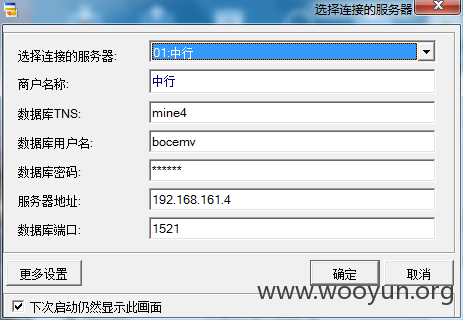 选择连接的服务器
选择连接的服务器: 01:中行
商户名称: 中行
数据库TNS: mine4
数据库用户名: bocemv
数据库密码: ******
服务器地址: 192.168.161.4
数据库端口: 1521
更多设置 确定 取消
www.wooyun.org
下次启动仍然显示此画面